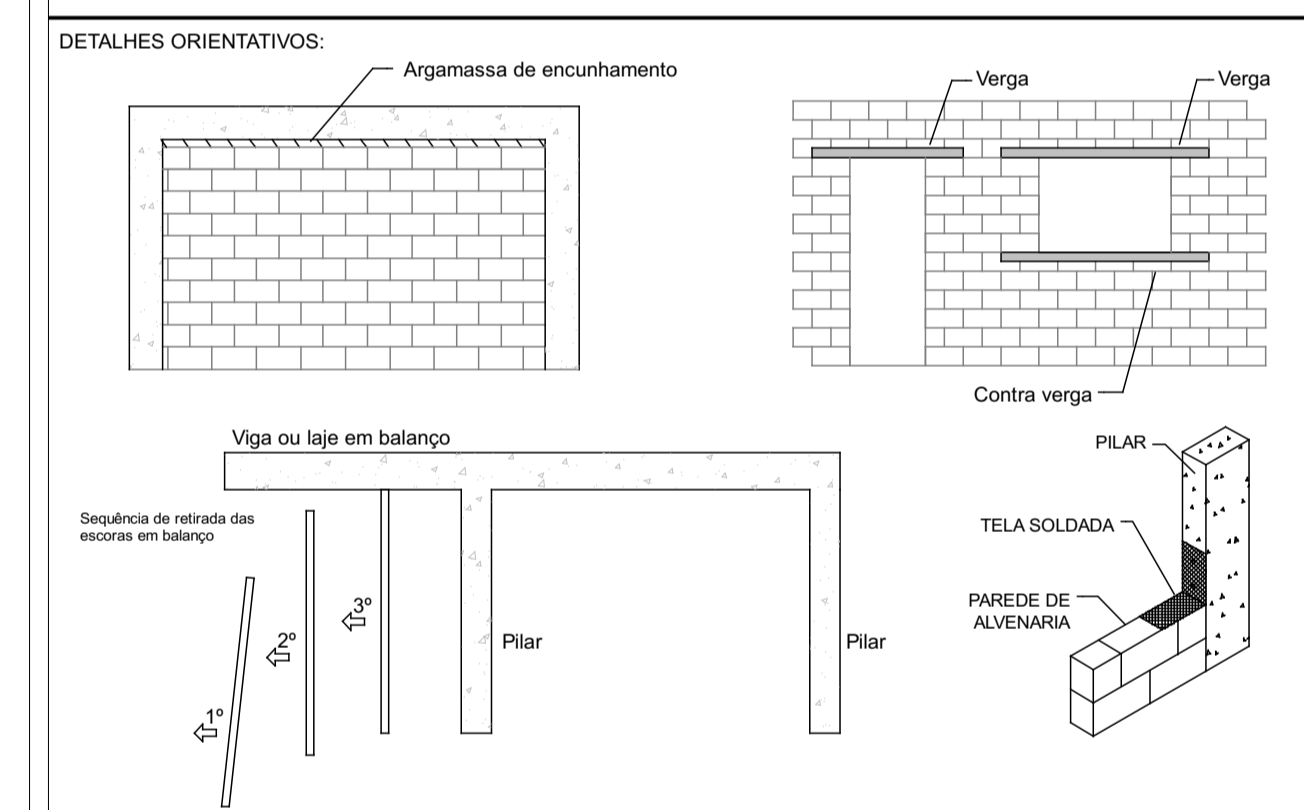 DETALHES ORIENTATIVOS:
Argamassa de encunhamento
Verga
Verga
Contra verga
Viga ou laje em balanço
Sequência de retirada das
escoras em balanço
1º
2º
3º
Pilar
Pilar
PILAR
TELA SOLDADA
PAREDE DE
ALVENARIA